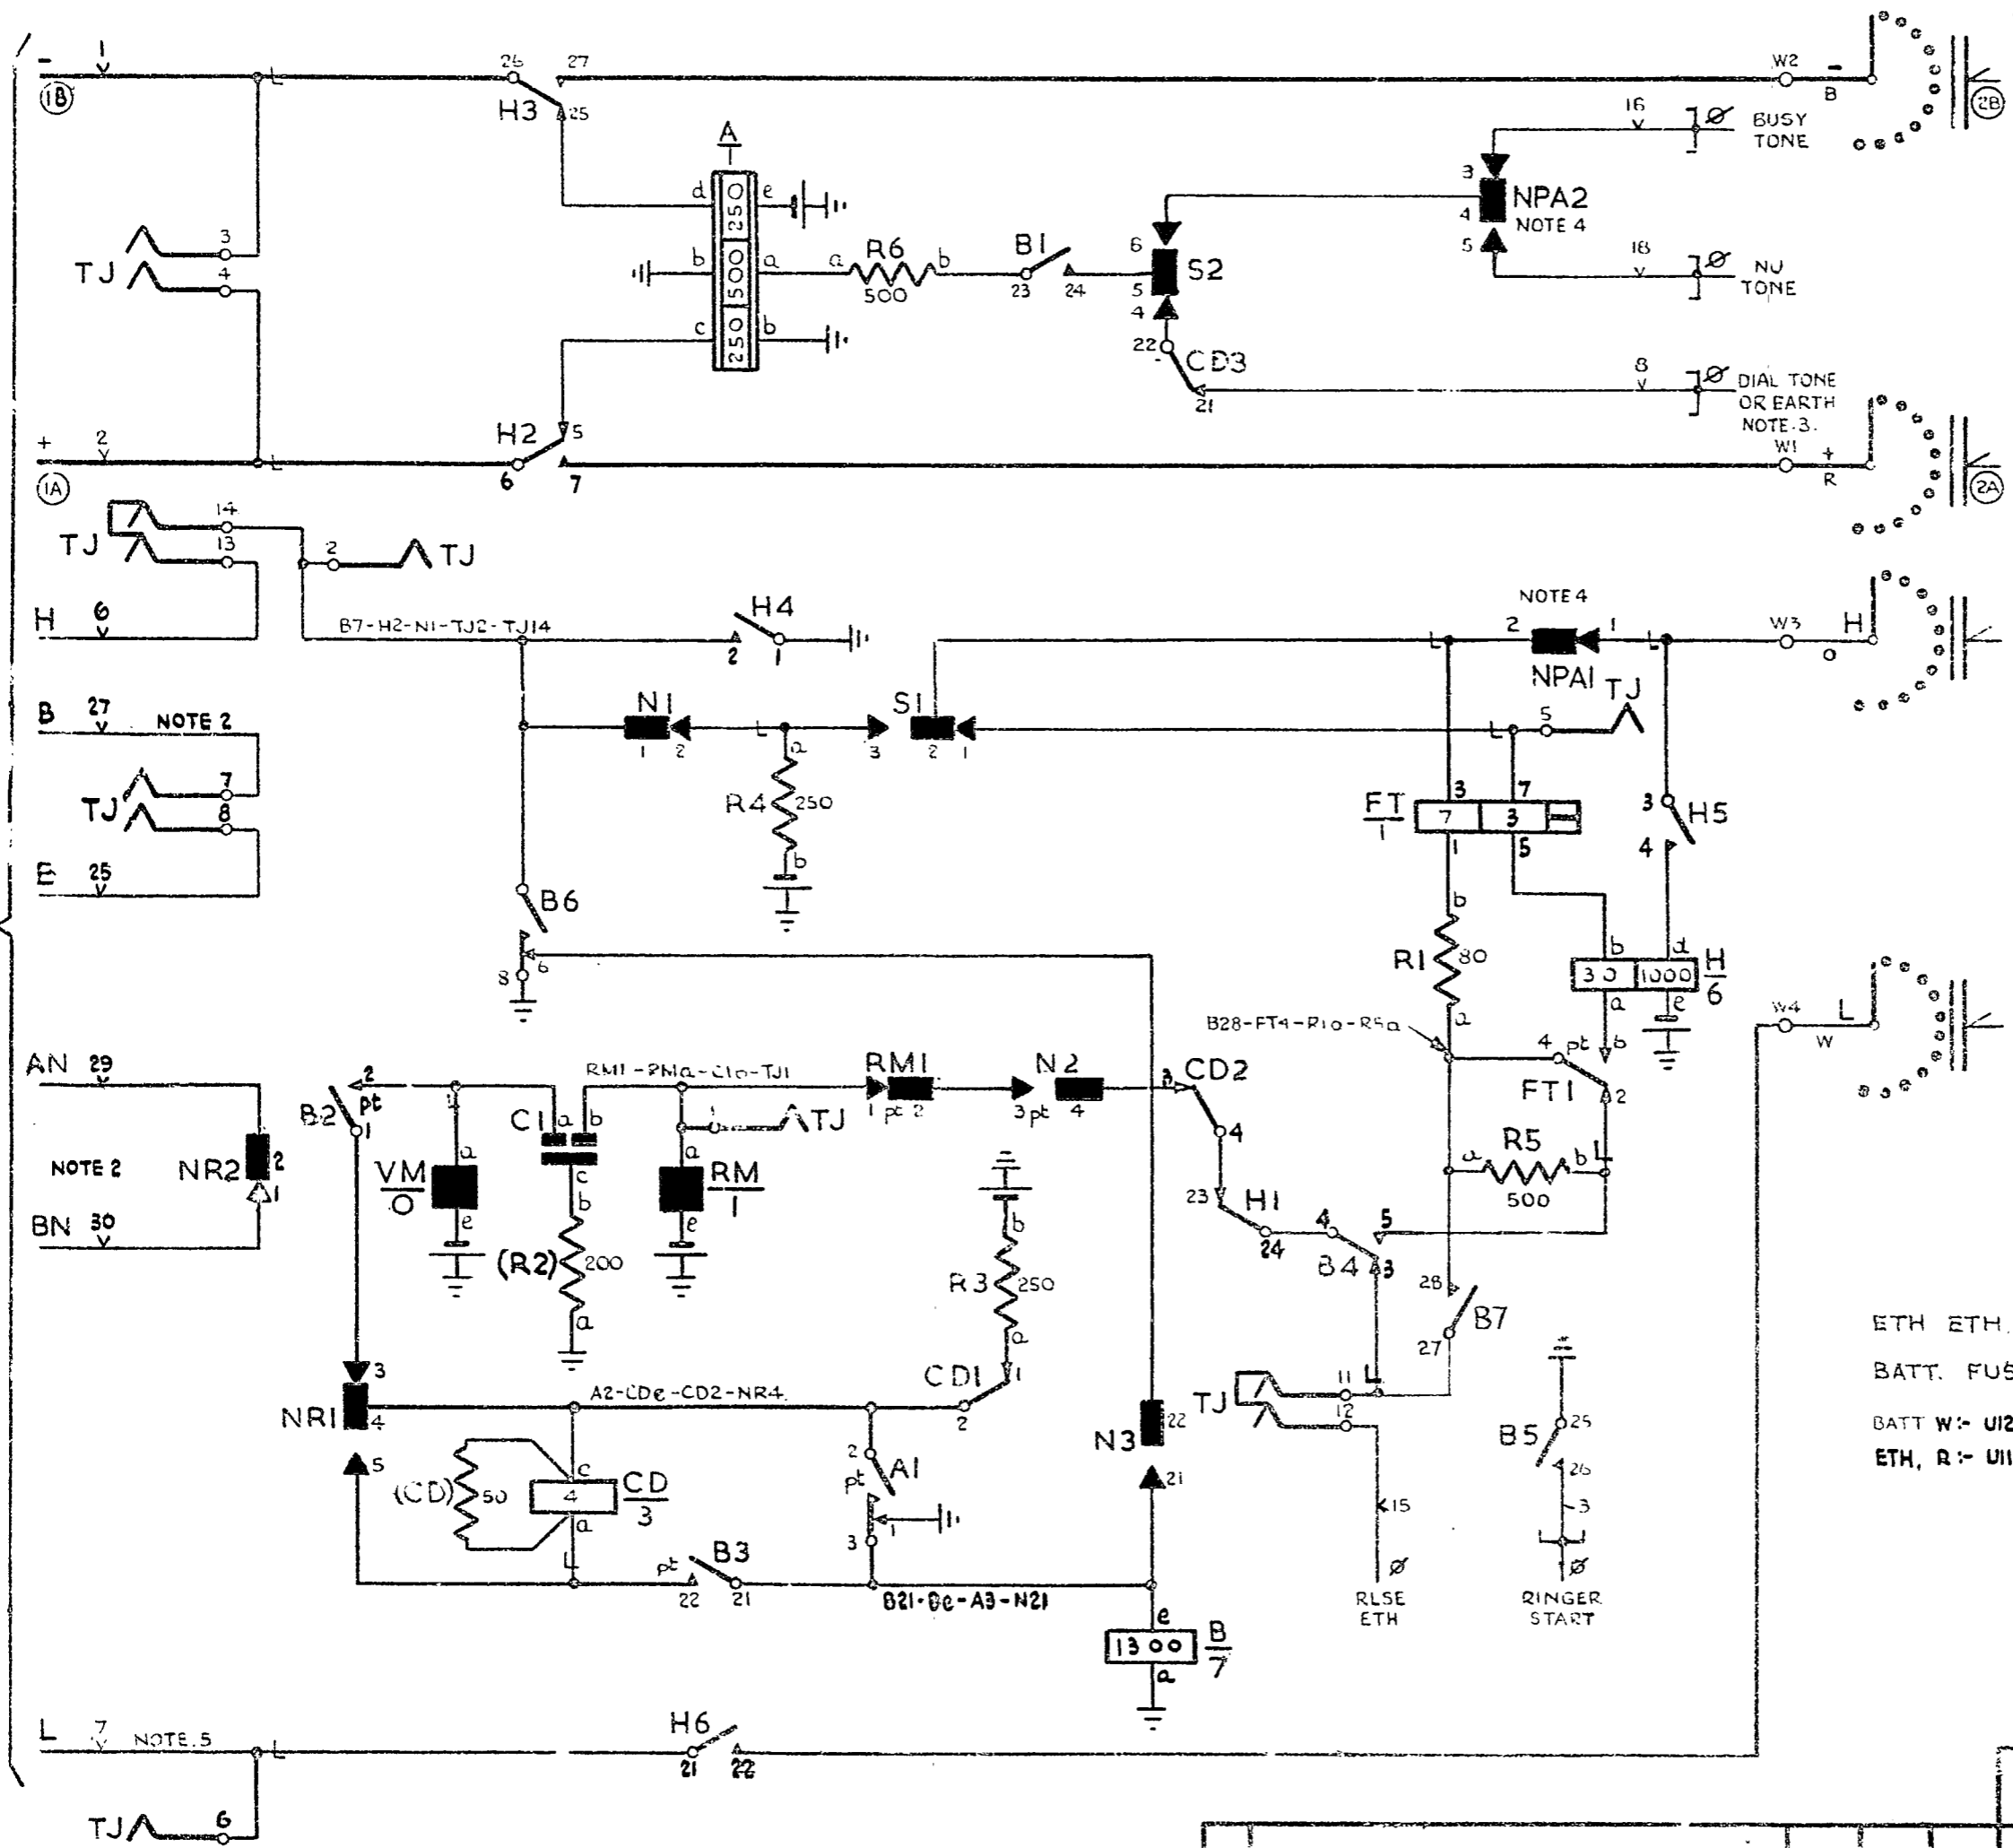 -
1
1B
26
27
H3
25
W2
-
B
2B
16
BUSY
TONE
A
d
250
e
3
NPA2
4
NOTE 4
5
TJ
3
4
b
500
a
a
R6
b
500
B1
23
24
6
S2
5
4
18
NU
TONE
c
250
b
22
CD3
21
8
DIAL TONE
OR EARTH
NOTE.3.
+
2
1A
H2
5
6
7
W1
+
R
2A
14
TJ
13
2
TJ
H
6
B7-H2-N1-TJ2-TJ14
H4
2
1
NOTE 4
2
1
NPA1
W3
H
O
B
27
NOTE 2
N1
1
2
L
a
3
S1
2
1
L
5
TJ
TJ
7
8
R4
250
b
FT
1
3
7
7
3
1
5
3
H5
4
E
25
B6
8
6
b
R1
80
a
b
d
30
1000
H
6
a
e
B28-FT4-R1a-R5a
4
pt
b
FT1
2
W4
L
W
AN
29
NOTE 2
NR2
2
1
BN
30
B2
2
pt
1
RM1-RMa-C1b-TJ1
VM
0
a
e
C1
a
b
c
b
(R2)
200
a
1
TJ
a
RM
1
e
RM1
1
pt
2
N2
3
pt
4
3
CD2
4
23
H1
24
4
5
B4
3
a
R5
b
L
500
b
R3
250
a
28
B7
27
ETH ETH.
BATT. FUS
BATT W:- U12
ETH, R:- U11
3
NR1
4
5
A2-CDe-CD2-NR4
CD1
1
2
(CD)
50
c
4
a
CD
3
L
2
pt
A1
1
3
N3
22
21
TJ
11
L
12
15
RLSE
ETH
B5
25
26
3
RINGER
START
pt
B3
22
21
B21-Be-A3-N21
e
1300
B
7
a
L
7
NOTE.5
L
H6
21
22
TJ
6